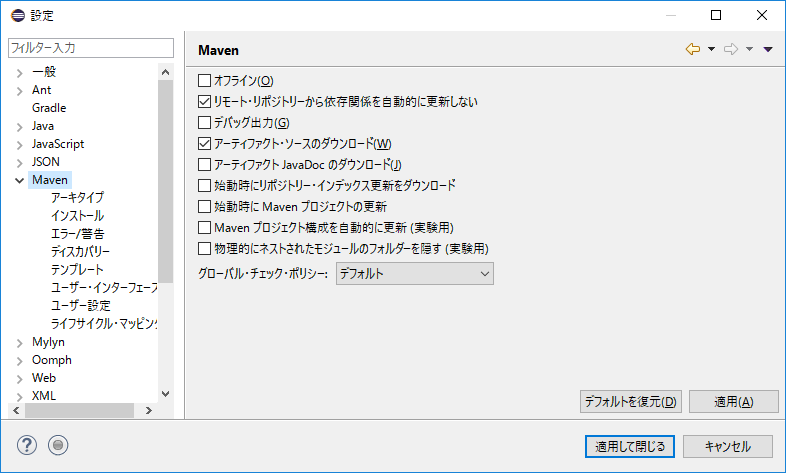 設定
フィルター入力
一般
Ant
Gradle
Java
JavaScript
JSON
Maven
アーキタイプ
インストール
エラー/警告
ディスカバリー
テンプレート
ユーザー・インターフェース
ユーザー設定
ライフサイクル・マッピング
Mylyn
Oomph
Web
XML
Maven
オフライン(O)
リモート・リポジトリーから依存関係を自動的に更新しない
デバッグ出力(G)
アーティファクト・ソースのダウンロード(W)
アーティファクト JavaDoc のダウンロード(J)
始動時にリポジトリー・インデックス更新をダウンロード
始動時に Maven プロジェクトの更新
Maven プロジェクト構成を自動的に更新 (実験用)
物理的にネストされたモジュールのフォルダーを隠す (実験用)
グローバル・チェック・ポリシー: デフォルト
デフォルトを復元(D) 適用(A)
? 適用して閉じる キャンセル